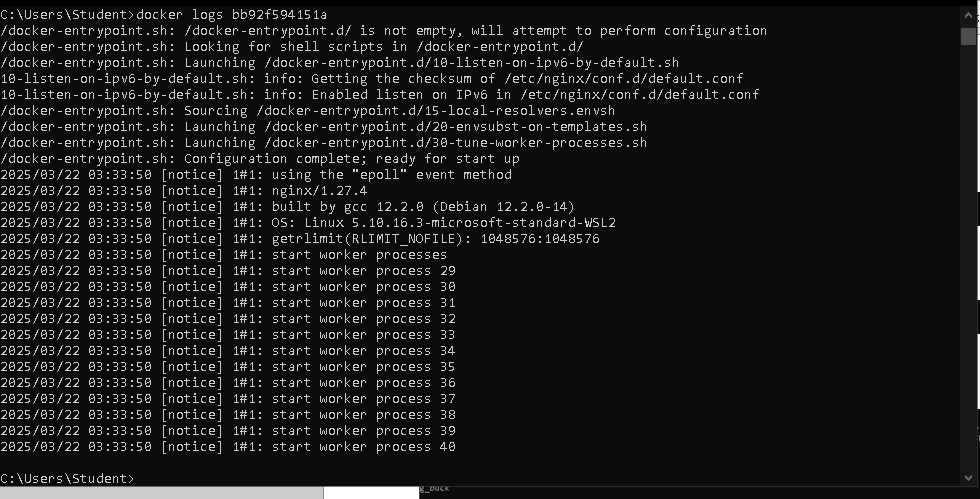 C:\Users\Student>docker logs bb92f594151a
/docker-entrypoint.sh: /docker-entrypoint.d/ is not empty, will attempt to perform configuration
/docker-entrypoint.sh: Looking for shell scripts in /docker-entrypoint.d/
/docker-entrypoint.sh: Launching /docker-entrypoint.d/10-listen-on-ipv6-by-default.sh
10-listen-on-ipv6-by-default.sh: info: Getting the checksum of /etc/nginx/conf.d/default.conf
10-listen-on-ipv6-by-default.sh: info: Enabled listen on IPv6 in /etc/nginx/conf.d/default.conf
/docker-entrypoint.sh: Sourcing /docker-entrypoint.d/15-local-resolvers.envsh
/docker-entrypoint.sh: Launching /docker-entrypoint.d/20-envsubst-on-templates.sh
/docker-entrypoint.sh: Launching /docker-entrypoint.d/30-tune-worker-processes.sh
/docker-entrypoint.sh: Configuration complete; ready for start up
2025/03/22 03:33:50 [notice] 1#1: using the "epoll" event method
2025/03/22 03:33:50 [notice] 1#1: nginx/1.27.4
2025/03/22 03:33:50 [notice] 1#1: built by gcc 12.2.0 (Debian 12.2.0-14)
2025/03/22 03:33:50 [notice] 1#1: OS: Linux 5.10.16.3-microsoft-standard-WSL2
2025/03/22 03:33:50 [notice] 1#1: getrlimit(RLIMIT_NOFILE): 1048576:1048576
2025/03/22 03:33:50 [notice] 1#1: start worker processes
2025/03/22 03:33:50 [notice] 1#1: start worker process 29
2025/03/22 03:33:50 [notice] 1#1: start worker process 30
2025/03/22 03:33:50 [notice] 1#1: start worker process 31
2025/03/22 03:33:50 [notice] 1#1: start worker process 32
2025/03/22 03:33:50 [notice] 1#1: start worker process 33
2025/03/22 03:33:50 [notice] 1#1: start worker process 34
2025/03/22 03:33:50 [notice] 1#1: start worker process 35
2025/03/22 03:33:50 [notice] 1#1: start worker process 36
2025/03/22 03:33:50 [notice] 1#1: start worker process 37
2025/03/22 03:33:50 [notice] 1#1: start worker process 38
2025/03/22 03:33:50 [notice] 1#1: start worker process 39
2025/03/22 03:33:50 [notice] 1#1: start worker process 40
C:\Users\Student>